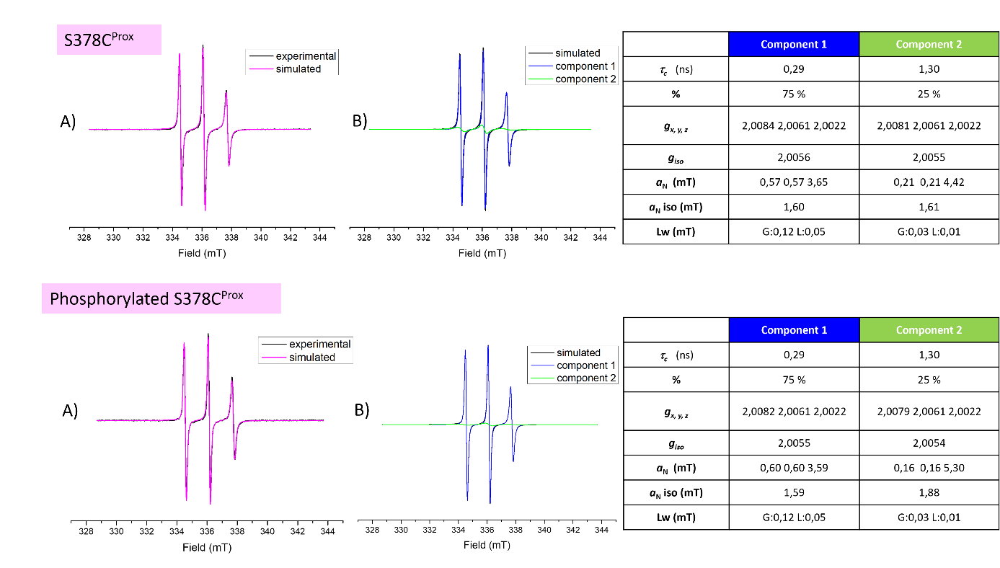 S378C^Prox
experimental
simulated
A)
328 330 332 334 336 338 340 342 344
Field (mT)
simulated
component 1
component 2
B)
328 330 332 334 336 338 340 342 344
Field (mT)
Component 1 Component 2
τc (ns) 0,29 1,30
% 75 % 25 %
gx, y, z 2,0084 2,0061 2,0022 2,0081 2,0061 2,0022
giso 2,0056 2,0055
aN (mT) 0,57 0,57 3,65 0,21 0,21 4,42
aN iso (mT) 1,60 1,61
Lw (mT) G:0,12 L:0,05 G:0,03 L:0,01
Phosphorylated S378C^Prox
experimental
simulated
A)
328 330 332 334 336 338 340 342 344
Field (mT)
simulated
component 1
component 2
B)
328 330 332 334 336 338 340 342 344
Field (mT)
Component 1 Component 2
τc (ns) 0,29 1,30
% 75 % 25 %
gx, y, z 2,0082 2,0061 2,0022 2,0079 2,0061 2,0022
giso 2,0055 2,0054
aN (mT) 0,60 0,60 3,59 0,16 0,16 5,30
aN iso (mT) 1,59 1,88
Lw (mT) G:0,12 L:0,05 G:0,03 L:0,01